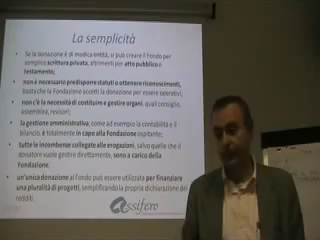 La semplicità
• Se la donazione è di modica entità, si può creare il Fondo per
semplice scrittura privata, altrimenti per atto pubblico o
testamento;
• non è necessario predisporre statuti o ottenere riconoscimenti,
basta che la Fondazione accetti la donazione per essere operativi;
• non c'è la necessità di costituire e gestire organi, quali consiglio,
assemblea, revisori;
• la gestione amministrativa, come ad esempio la contabilità e il
bilancio, è totalmente in capo alla Fondazione ospitante;
• tutte le incombenze collegate alle erogazioni, salvo quelle che il
donatore vuole gestire direttamente, sono a carico della
Fondazione;
• un'unica donazione al Fondo può essere utilizzata per finanziare
una pluralità di progetti, semplificando la propria dichiarazione dei
redditi.
Assifero